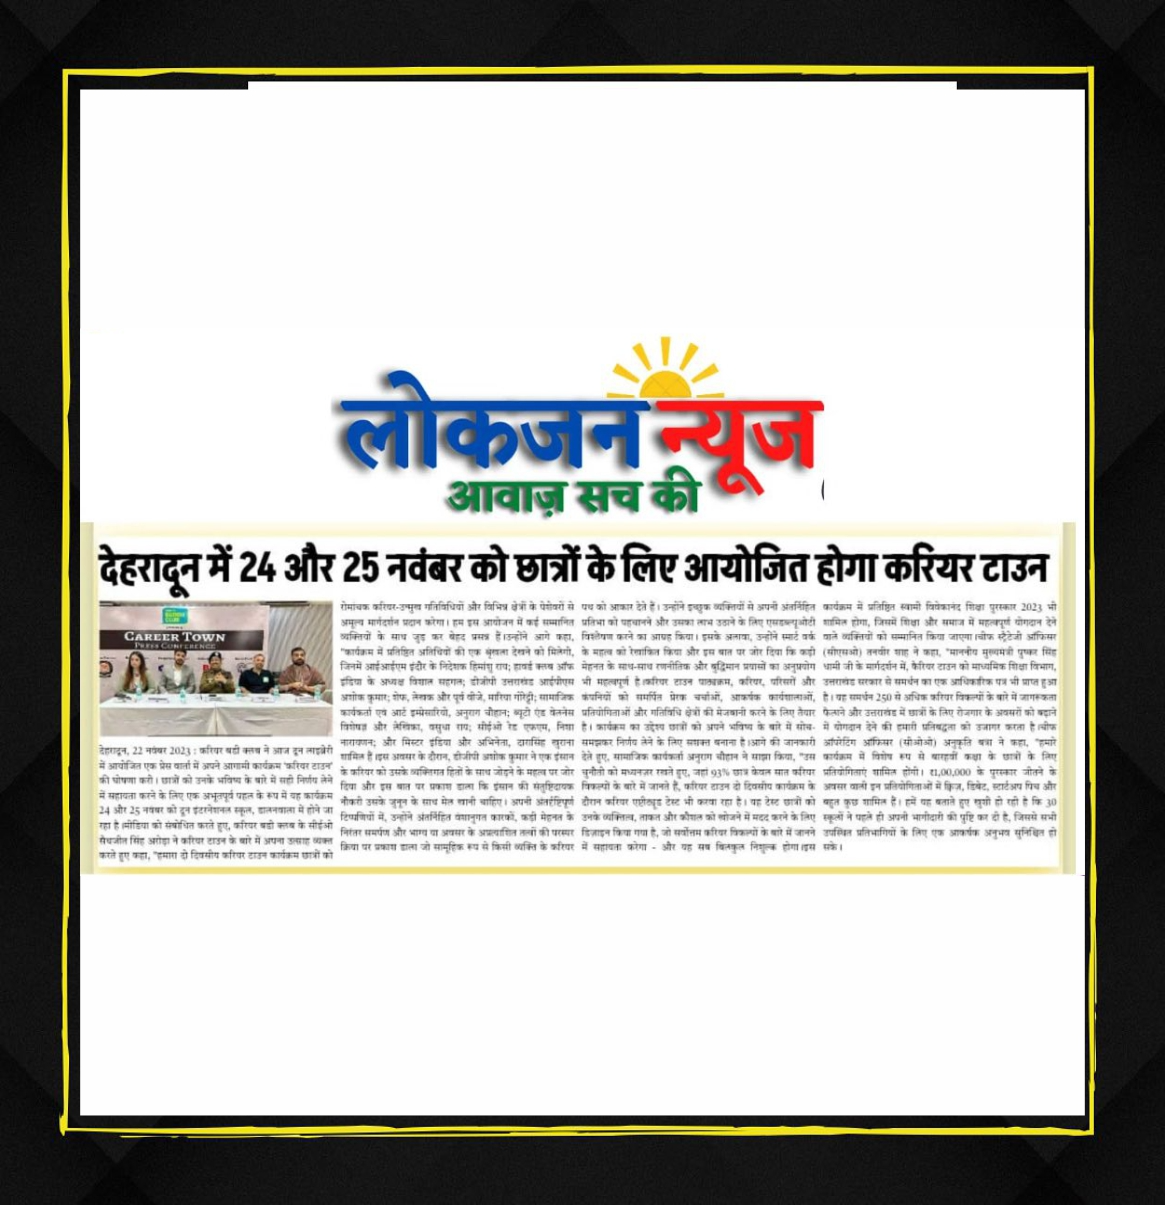 लोकजन न्यूज
आवाज़ सच की
देहरादून में 24 और 25 नवंबर को छात्रों के लिए आयोजित होगा करियर टाउन
CAREER TOWN
PRESS CONFERENCE
देहरादून, 22 नवंबर 2023 : करियर बडी क्लब ने आज दून लाइब्रेरी
में आयोजित एक प्रेस वार्ता में अपने आगामी कार्यक्रम 'करियर टाउन'
की घोषणा करी। छात्रों को उनके भविष्य के बारे में सही निर्णय लेने
में सहायता करने के लिए एक अभूतपूर्व पहल के रूप में यह कार्यक्रम
24 और 25 नवंबर को दून इंटरनेशनल स्कूल, डालनवाला में होने जा
रहा है।मीडिया को संबोधित करते हुए, करियर बडी क्लब के सीईओ
सैयजीत सिंह अरोड़ा ने करियर टाउन के बारे में अपना उत्साह व्यक्त
करते हुए कहा, "हमारा दो दिवसीय करियर टाउन कार्यक्रम छात्रों को
रोमांचक करियर-उन्मुख गतिविधियों और विभिन्न क्षेत्रों के पेशेवरों से
अमूल्य मार्गदर्शन प्रदान करेगा। हम इस आयोजन में कई सम्मानित
व्यक्तियों के साथ जुड़ कर बेहद प्रसन्न हैं।उन्होंने आगे कहा,
"कार्यक्रम में प्रतिष्ठित अतिथियों की एक श्रृंखला देखने को मिलेगी,
जिनमें आईआईएम इंदौर के निदेशक हिमांशु राय; हावर्ड क्लब ऑफ
इंडिया के अध्यक्ष विशाल सहगल; डीजीपी उत्तराखंड आईपीएस
अशोक कुमार; शेफ, लेखक और पूर्व वीजे, मारिया गोरेट्टी; सामाजिक
कार्यकर्ता एवं आर्ट इम्प्रेसारियो, अनुराग चौहान; ब्यूटी एंड वेलनेस
विशेषज्ञ और लेखिका, वसुधा राय; सीईओ रेड एफएम, निशा
नारायणन; और मिस्टर इंडिया और अभिनेता, दारासिंह खुराना
शामिल हैं।इस अवसर के दौरान, डीजीपी अशोक कुमार ने एक इंसान
के करियर को उसके व्यक्तिगत हितों के साथ जोड़ने के महत्व पर जोर
दिया और इस बात पर प्रकाश डाला कि इंसान की संतुष्टिदायक
नौकरी उसके जुनून के साथ मेल खानी चाहिए। अपनी अंतर्दृष्टिपूर्ण
टिप्पणियों में, उन्होंने अंतर्निहित वंशानुगत कारकों, कड़ी मेहनत के
निरंतर समर्पण और भाग्य या अवसर के अप्रत्याशित तत्वों की परस्पर
क्रिया पर प्रकाश डाला जो सामूहिक रूप से किसी व्यक्ति के करियर
पथ को आकार देते हैं। उन्होंने इच्छुक व्यक्तियों से अपनी अंतर्निहित
प्रतिभा को पहचानने और उसका लाभ उठाने के लिए एसडब्ल्यूओटी
विश्लेषण करने का आग्रह किया। इसके अलावा, उन्होंने स्मार्ट वर्क
के महत्व को रेखांकित किया और इस बात पर जोर दिया कि कड़ी
मेहनत के साथ-साथ रणनीतिक और बुद्धिमान प्रयासों का अनुप्रयोग
भी महत्वपूर्ण है।करियर टाउन पाठ्यक्रम, करियर, परिसरों और
कंपनियों को समर्पित प्रेरक चर्चाओं, आकर्षक कार्यशालाओं,
प्रतियोगिताओं और गतिविधि क्षेत्रों की मेजबानी करने के लिए तैयार
है। कार्यक्रम का उद्देश्य छात्रों को अपने भविष्य के बारे में सोच-
समझकर निर्णय लेने के लिए सशक्त बनाना है।आगे की जानकारी
देते हुए, सामाजिक कार्यकर्ता अनुराग चौहान ने साझा किया, "उस
चुनौती को मध्यनज़र रखते हुए, जहां 93% छात्र केवल सात करियर
विकल्पों के बारे में जानते हैं, करियर टाउन दो दिवसीय कार्यक्रम के
दौरान करियर एप्टीट्यूड टेस्ट भी करवा रहा है। यह टेस्ट छात्रों को
उनके व्यक्तित्व, ताकत और कौशल को खोजने में मदद करने के लिए
डिज़ाइन किया गया है, जो सर्वोत्तम करियर विकल्पों के बारे में जानने
में सहायता करेगा - और यह सब बिलकुल निशुल्क होगा।इस
कार्यक्रम में प्रतिष्ठित स्वामी विवेकानंद शिक्षा पुरस्कार 2023 भी
शामिल होगा, जिसमें शिक्षा और समाज में महत्वपूर्ण योगदान देने
वाले व्यक्तियों को सम्मानित किया जाएगा।चीफ स्ट्रैटेजी ऑफिसर
(सीएसओ) तनवीर शाह ने कहा, "माननीय मुख्यमंत्री पुष्कर सिंह
धामी जी के मार्गदर्शन में, कैरियर टाउन को माध्यमिक शिक्षा विभाग,
उत्तराखंड सरकार से समर्थन का एक आधिकारिक पत्र भी प्राप्त हुआ
है। यह समर्थन 250 से अधिक करियर विकल्पों के बारे में जागरूकता
फैलाने और उत्तराखंड में छात्रों के लिए रोजगार के अवसरों को बढ़ाने
में योगदान देने की हमारी प्रतिबद्धता को उजागर करता है।चीफ
ऑपरेटिंग ऑफिसर (सीओओ) अनुकृति बत्रा ने कहा, "हमारे
कार्यक्रम में विशेष रूप से बारहवीं कक्षा के छात्रों के लिए
प्रतियोगिताएं शामिल होंगी। ₹1,00,000 के पुरस्कार जीतने के
अवसर वाली इन प्रतियोगिताओं में क्विज़, डिबेट, स्टार्टअप पिच और
बहुत कुछ शामिल हैं। हमें यह बताते हुए खुशी हो रही है कि 30
स्कूलों ने पहले ही अपनी भागीदारी की पुष्टि कर दी है, जिससे सभी
उपस्थित प्रतिभागियों के लिए एक आकर्षक अनुभव सुनिश्चित हो
सके।